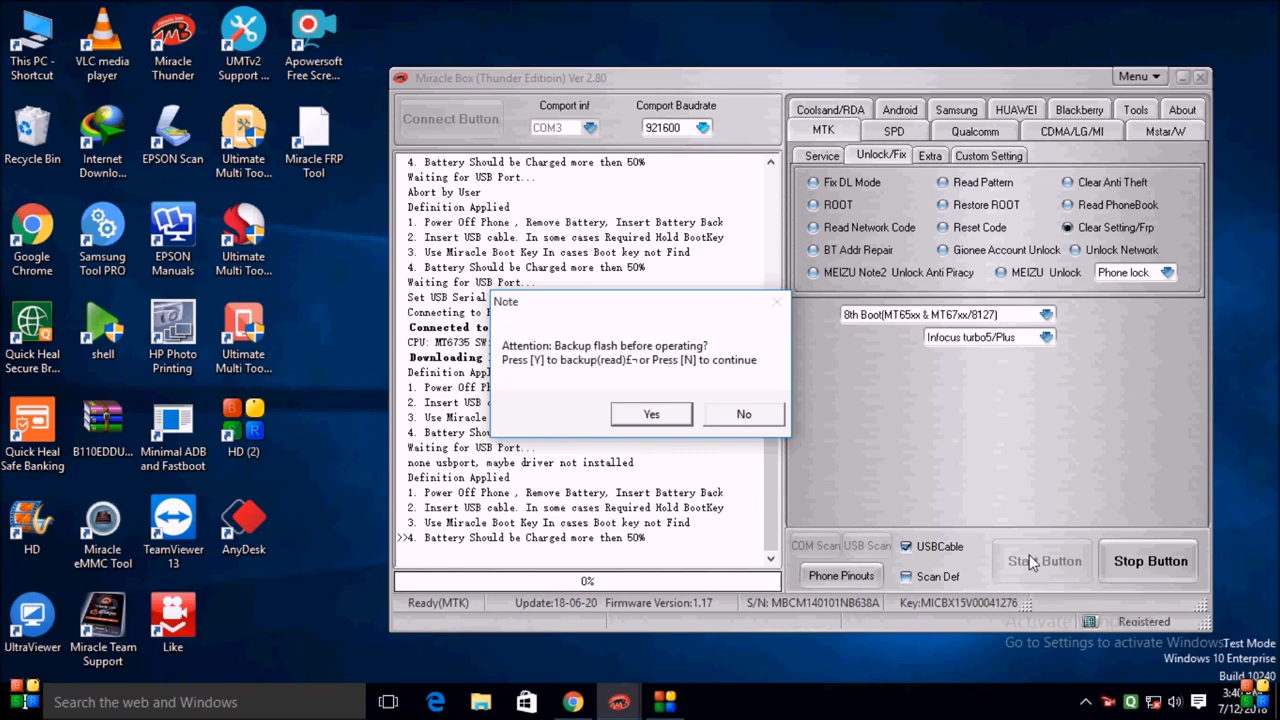 This PC -
Shortcut
VLC media
player
Miracle
Thunder
UMTv2
Support ...
Apowersoft
Free Scre...
Recycle Bin
Internet
Downlo...
EPSON Scan
Ultimate
Multi Too...
Miracle FRP
Tool
Google
Chrome
Samsung
Tool PRO
EPSON
Manuals
Ultimate
Multi Too...
Quick Heal
Secure Br...
shell
HP Photo
Printing
Ultimate
Multi Too...
Quick Heal
Safe Banking
B110EDDU...
Minimal ADB
and Fastboot
HD (2)
HD
Miracle
eMMC Tool
TeamViewer
13
AnyDesk
UltraViewer
Miracle Team
Support
Like
Miracle Box (Thunder Editioin) Ver 2.80
Menu
Connect Button
Comport inf
COM3
Comport Baudrate
921600
4. Battery Should be Charged more then 50%
Waiting for USB Port...
Abort by User
Definition Applied
1. Power Off Phone , Remove Battery, Insert Battery Back
2. Insert USB cable. In some cases Required Hold BootKey
3. Use Miracle Boot Key In cases Boot key not Find
4. Battery Should be Charged more then 50%
Waiting for USB Port...
Set USB Serial
Connecting to
Connected to
CPU: MT6735 SW:
Downloading
Definition Appl
1. Power Off Ph
2. Insert USB c
3. Use Miracle
4. Battery Shou
Waiting for USB Port...
none usbport, maybe driver not installed
Definition Applied
1. Power Off Phone , Remove Battery, Insert Battery Back
2. Insert USB cable. In some cases Required Hold BootKey
3. Use Miracle Boot Key In cases Boot key not Find
>>4. Battery Should be Charged more then 50%
0%
Note
Attention: Backup flash before operating?
Press [Y] to backup(read)£¬ or Press [N] to continue
Yes
No
Coolsand/RDA
Android
Samsung
HUAWEI
Blackberry
Tools
About
MTK
SPD
Qualcomm
CDMA/LG/MI
Mstar/W
Service
Unlock/Fix
Extra
Custom Setting
Fix DL Mode
Read Pattern
Clear Anti Theft
ROOT
Restore ROOT
Read PhoneBook
Read Network Code
Reset Code
Clear Setting/Frp
BT Addr Repair
Gionee Account Unlock
Unlock Network
MEIZU Note2 Unlock Anti Piracy
MEIZU Unlock
Phone lock
8th Boot(MT65xx & MT67xx/8127)
Infocus turbo5/Plus
COM Scan
USB Scan
USBCable
Phone Pinouts
Scan Def
Button
Stop Button
Ready(MTK)
Update:18-06-20
Firmware Version:1.17
S/N: MBCM140101NB638A
Key:MICBX15V00041276
Registered
Go to Settings to activate Windows
Test Mode
Windows 10 Enterprise
Build 10240
Search the web and Windows
7/12/2018